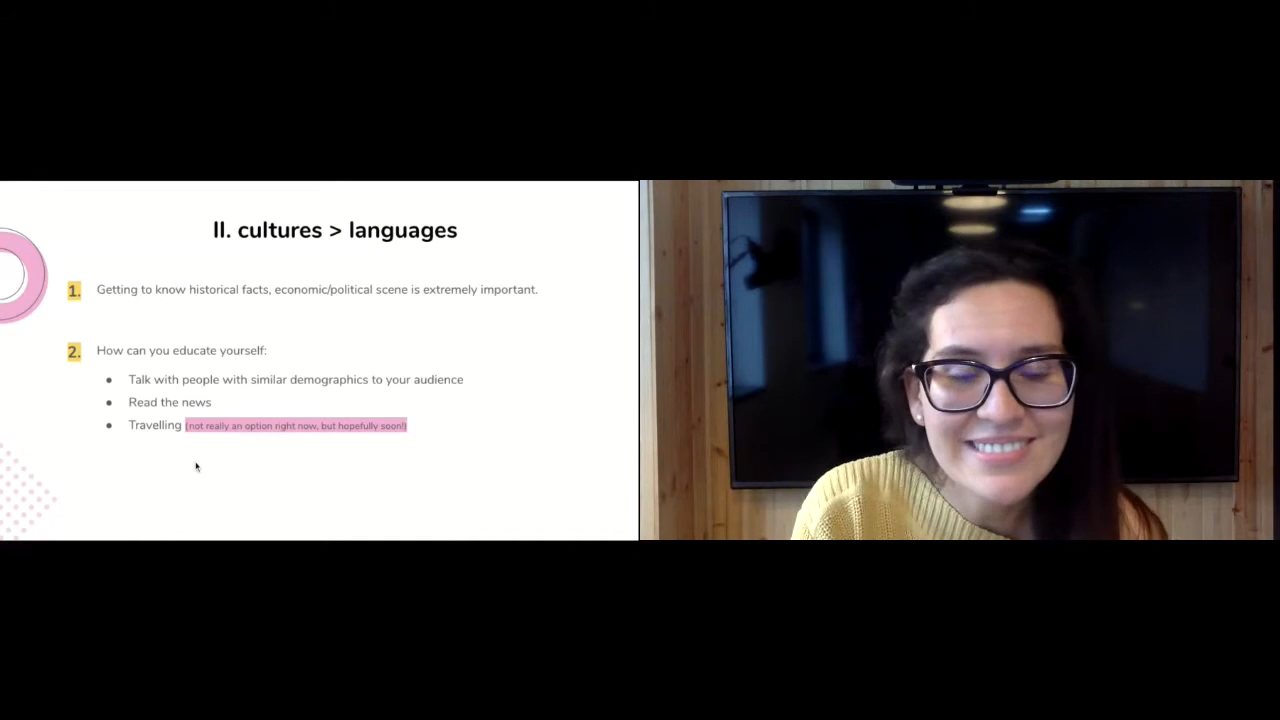 II. cultures > languages
1. Getting to know historical facts, economic/political scene is extremely important.
2. How can you educate yourself:
● Talk with people with similar demographics to your audience
● Read the news
● Travelling (not really an option right now, but hopefully soon!)